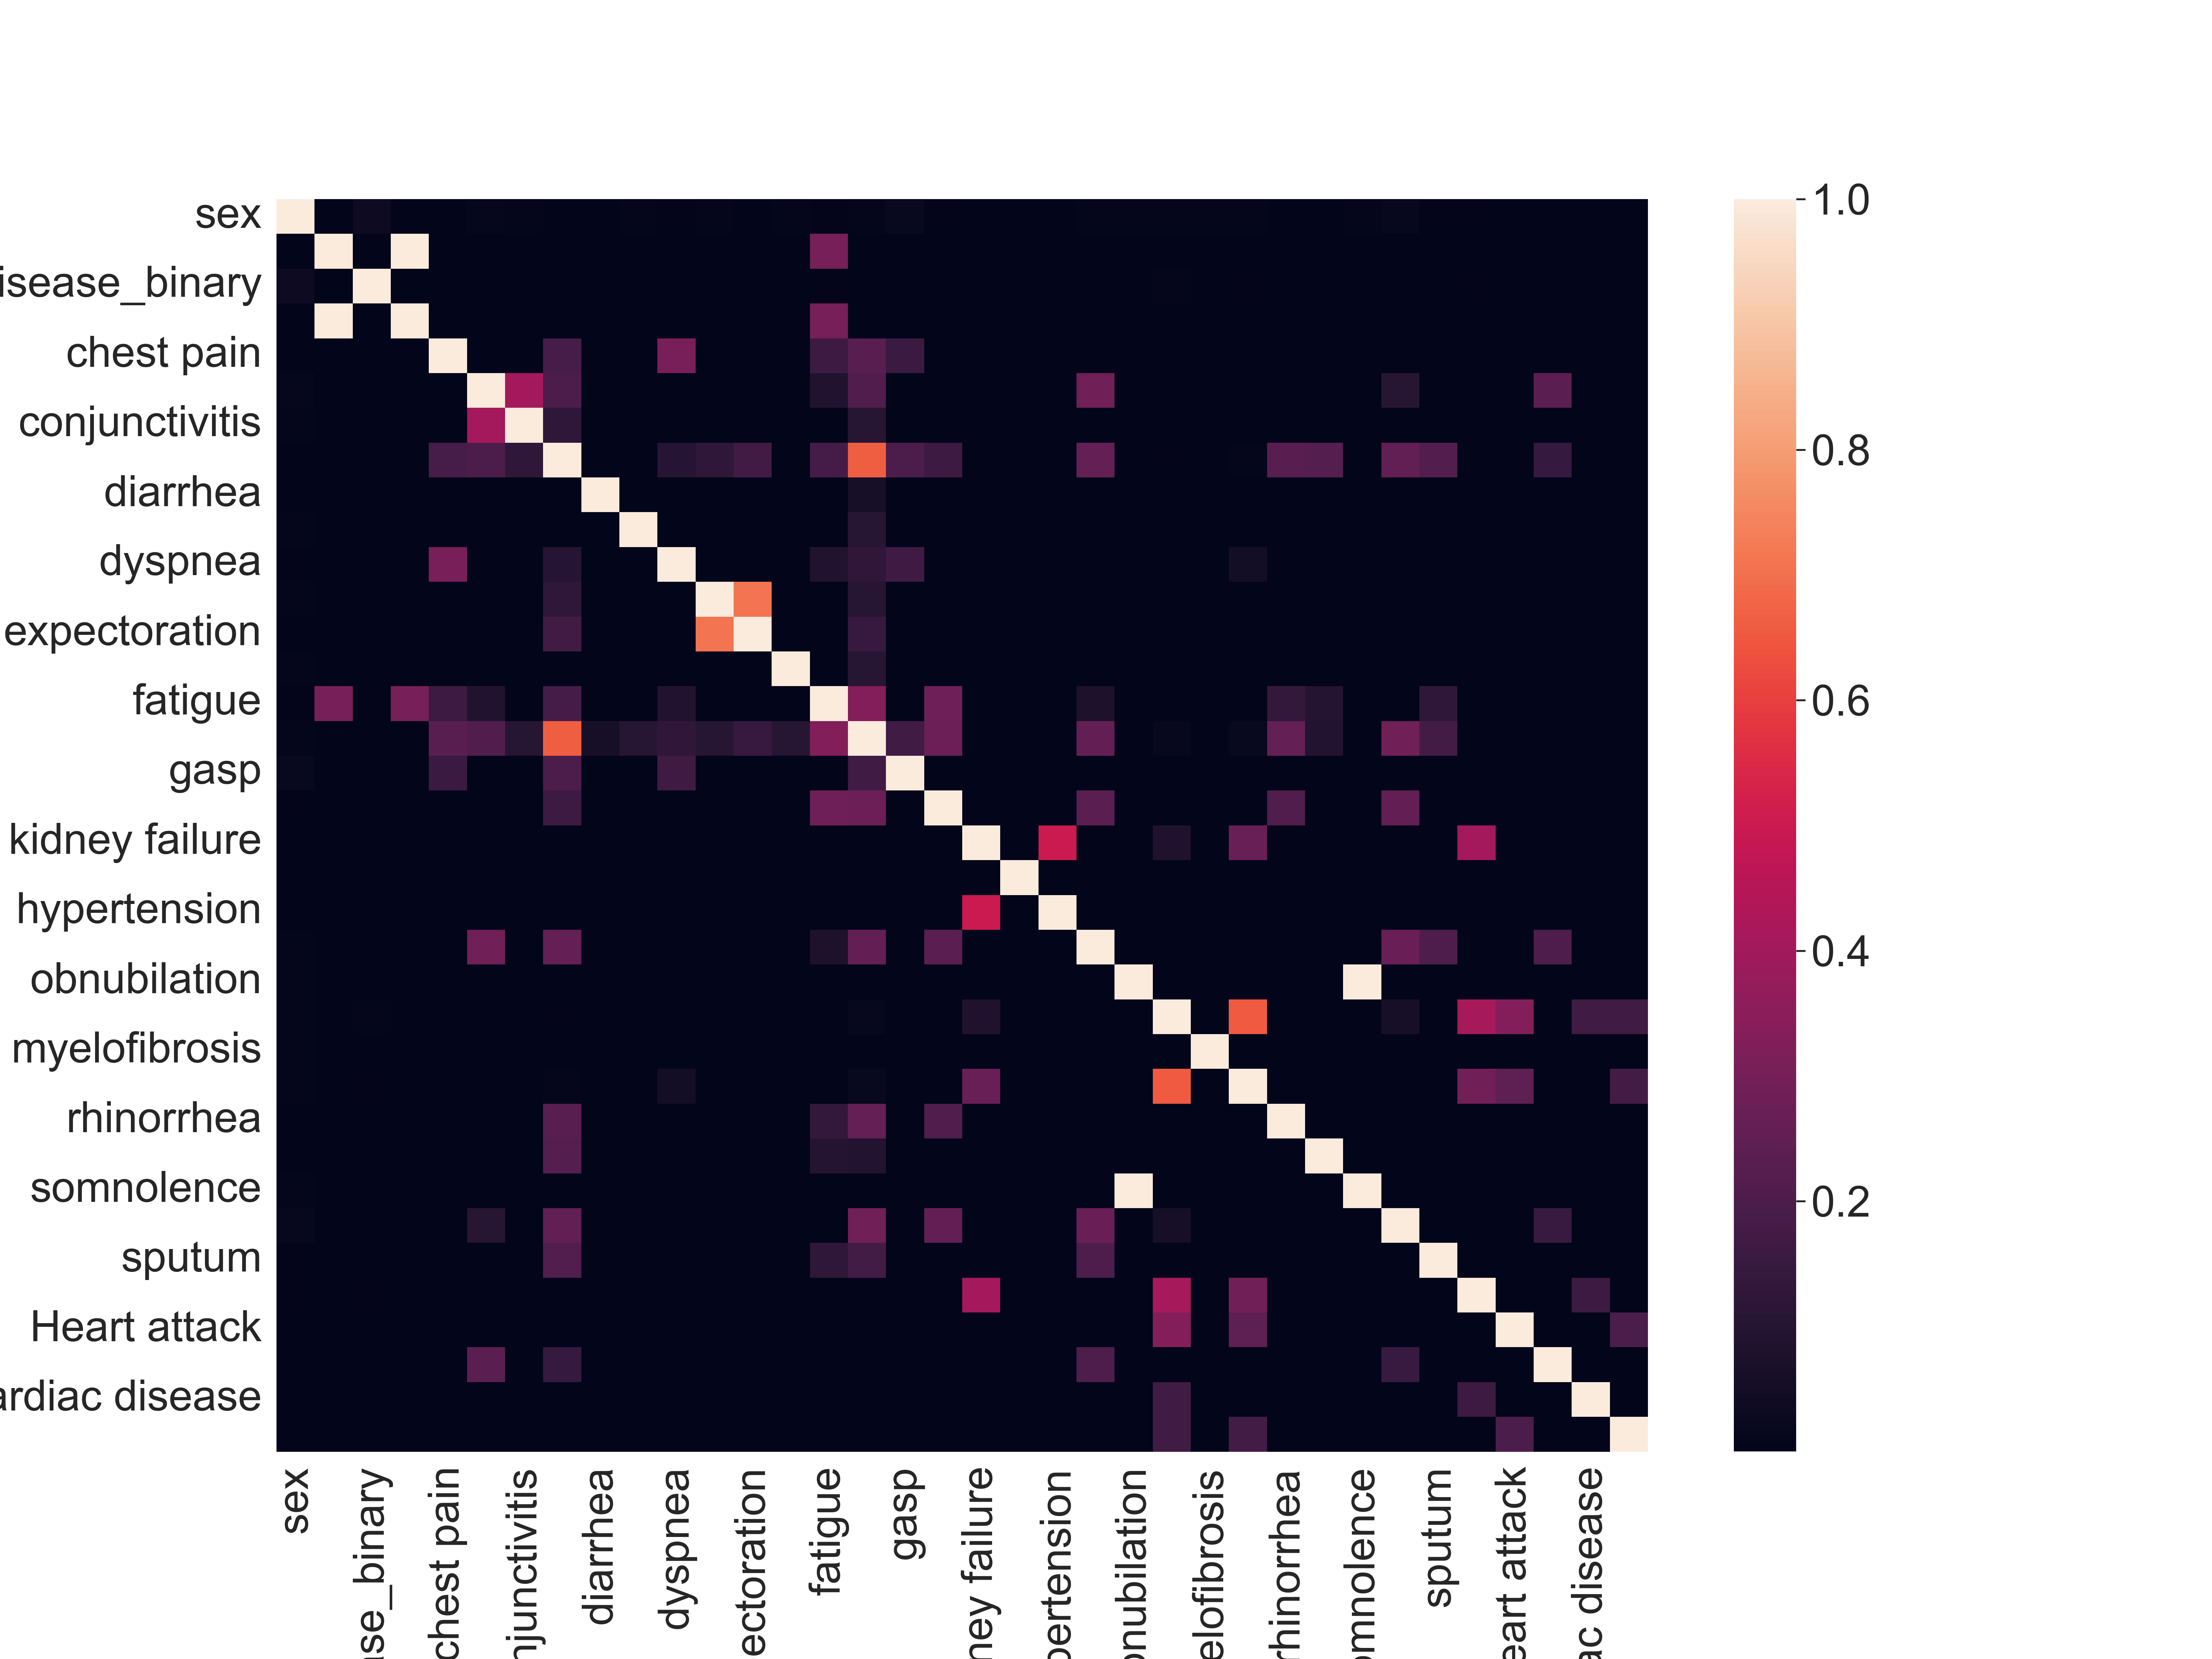 sex
isease_binary
chest pain
conjunctivitis
diarrhea
dyspnea
expectoration
fatigue
gasp
kidney failure
hypertension
obnubilation
myelofibrosis
rhinorrhea
somnolence
sputum
Heart attack
ardiac disease
1.0
0.8
0.6
0.4
0.2
sex
ase_binary
chest pain
njunctivitis
diarrhea
dyspnea
ectoration
fatigue
gasp
ney failure
pertension
onubilation
elofibrosis
rhinorrhea
omnolence
sputum
eart attack
ac disease